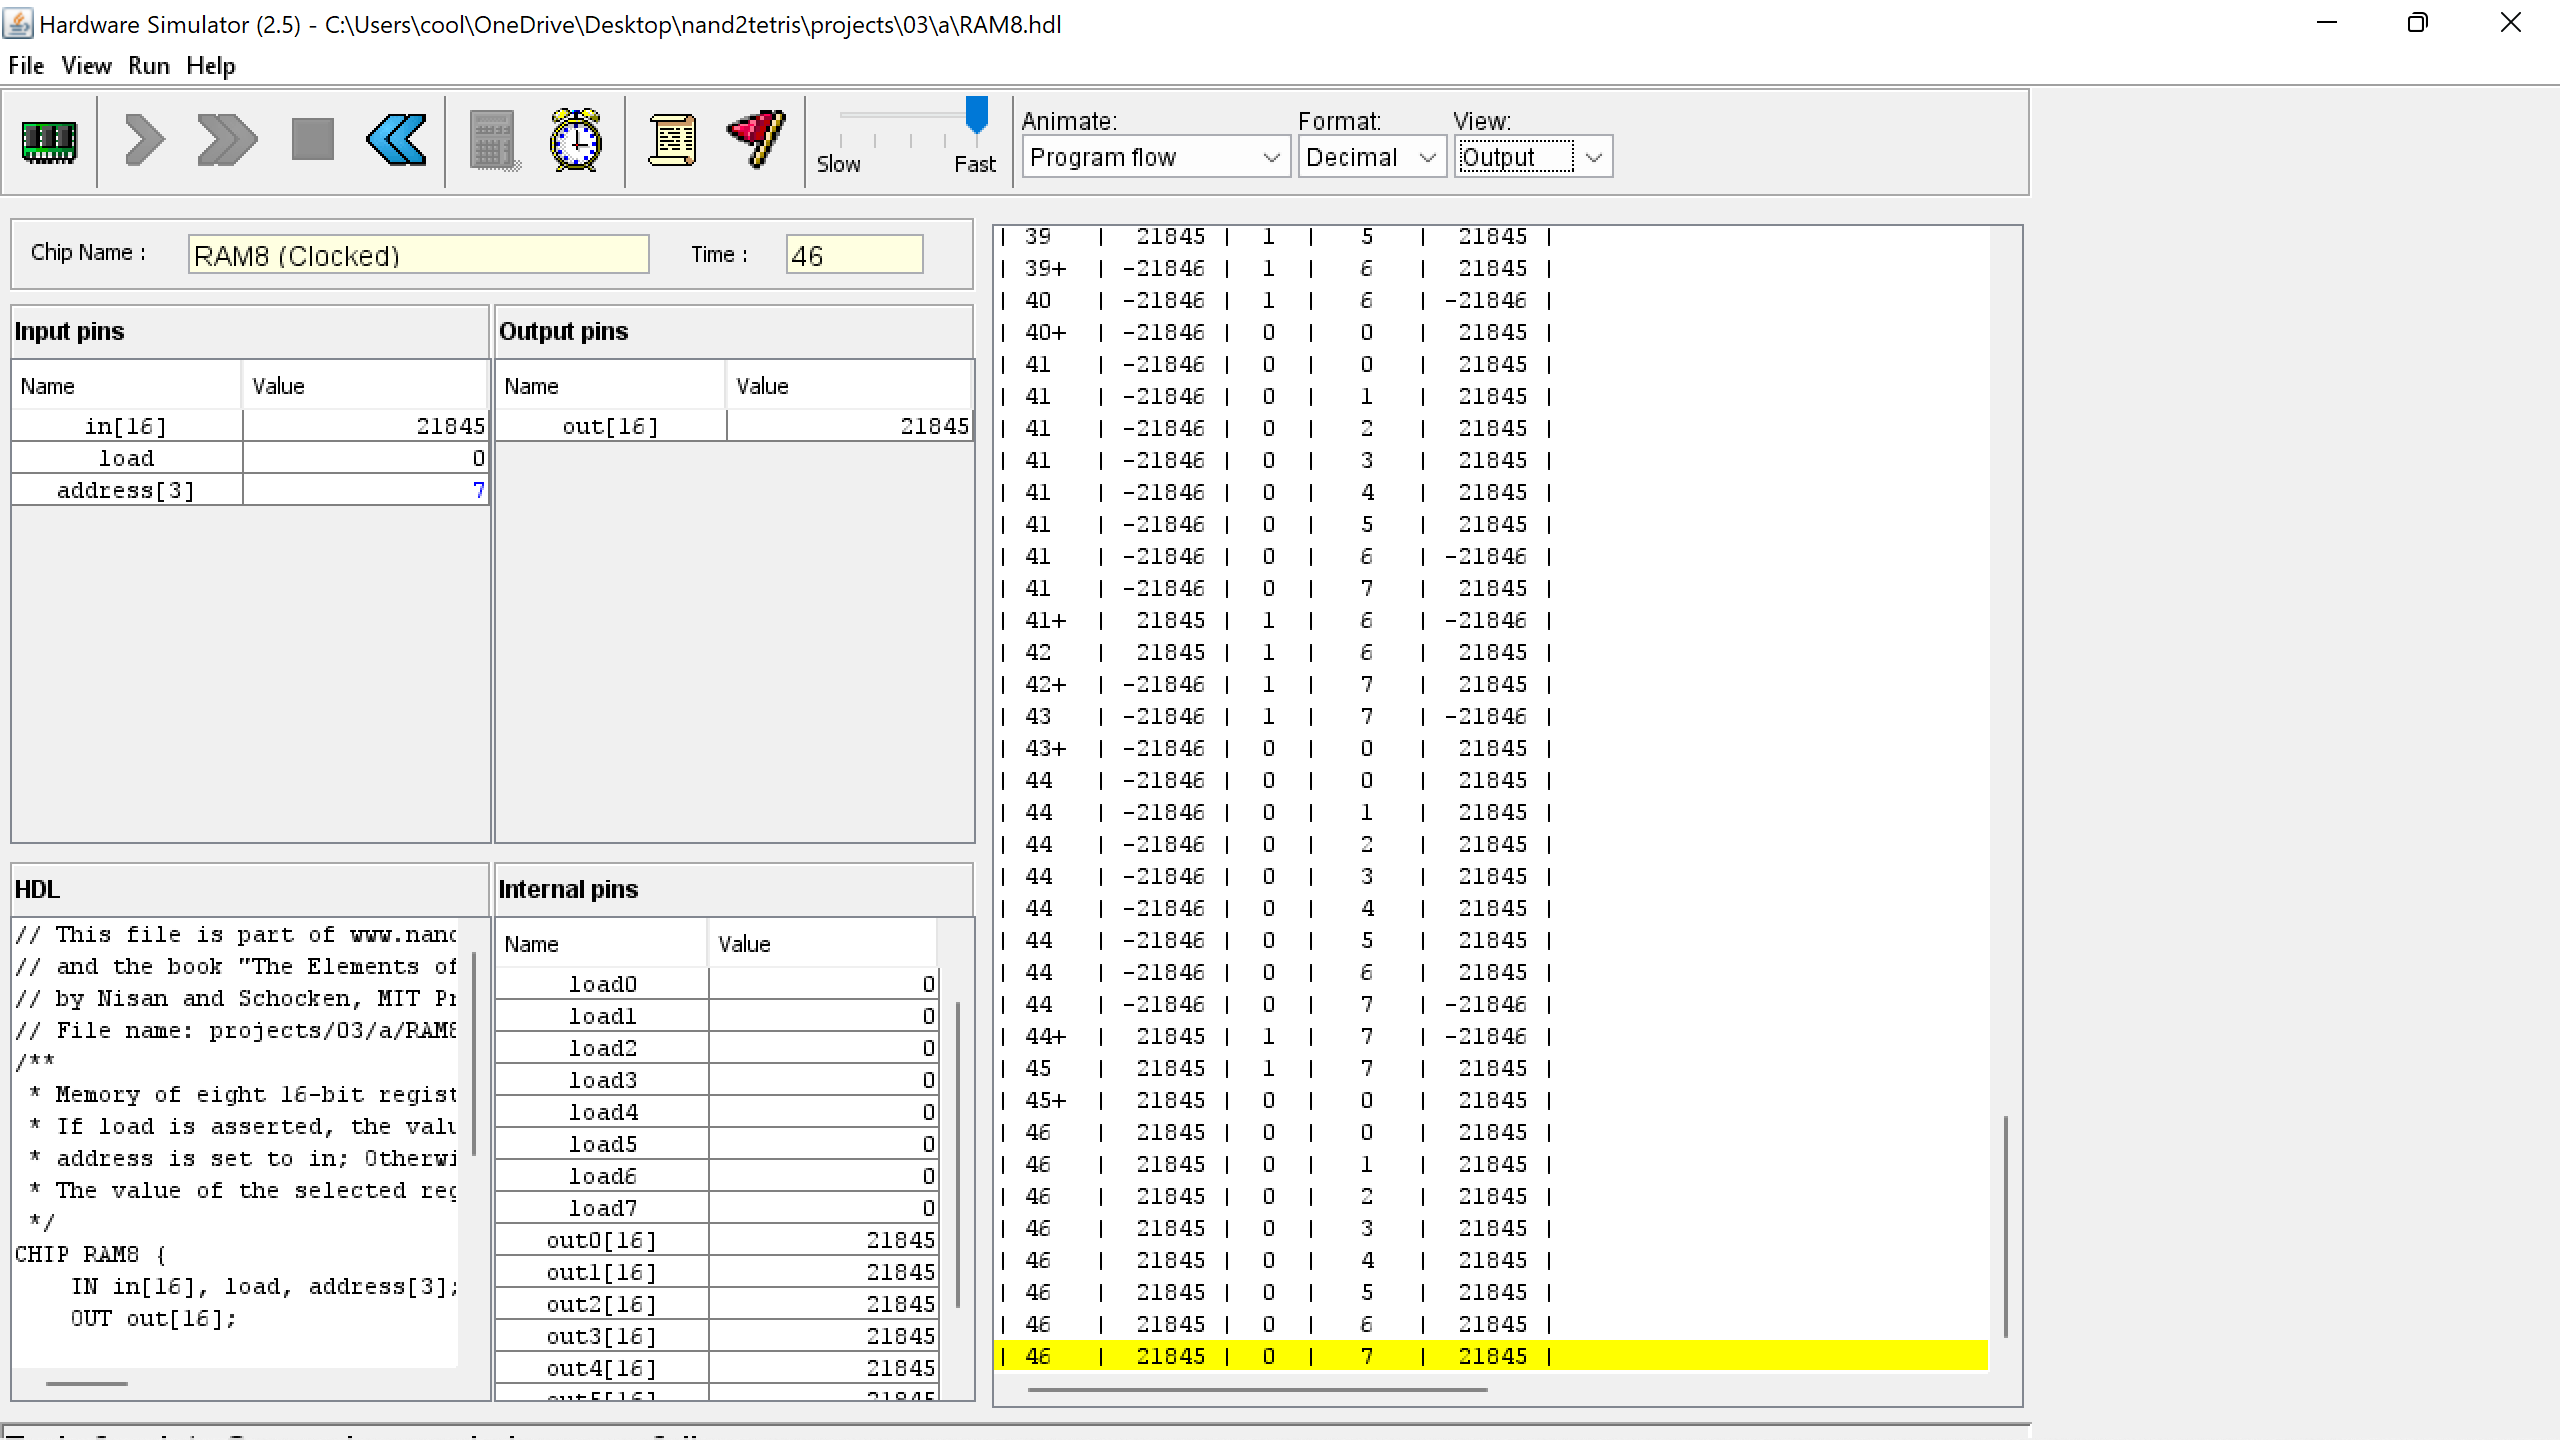 Hardware Simulator (2.5) - C:\Users\cool\OneDrive\Desktop\nand2tetris\projects\03\a\RAM8.hdl
File View Run Help
Slow Fast
Animate: Format: View:
Program flow Decimal Output
Chip Name : RAM8 (Clocked) Time : 46
Input pins
Name Value
in[16] 21845
load 0
address[3] 7
Output pins
Name Value
out[16] 21845
HDL
// This file is part of www.nand
// and the book "The Elements of
// by Nisan and Schocken, MIT Pr
// File name: projects/03/a/RAM8
/**
* Memory of eight 16-bit regist
* If load is asserted, the valu
* address is set to in; Otherwi
* The value of the selected reg
*/
CHIP RAM8 {
IN in[16], load, address[3];
OUT out[16];
Internal pins
Name Value
load0 0
load1 0
load2 0
load3 0
load4 0
load5 0
load6 0
load7 0
out0[16] 21845
out1[16] 21845
out2[16] 21845
out3[16] 21845
out4[16] 21845
out5[16] 21845
| 39 | 21845 | 1 | 5 | 21845 |
| 39+ | -21846 | 1 | 6 | 21845 |
| 40 | -21846 | 1 | 6 | -21846 |
| 40+ | -21846 | 0 | 0 | 21845 |
| 41 | -21846 | 0 | 0 | 21845 |
| 41 | -21846 | 0 | 1 | 21845 |
| 41 | -21846 | 0 | 2 | 21845 |
| 41 | -21846 | 0 | 3 | 21845 |
| 41 | -21846 | 0 | 4 | 21845 |
| 41 | -21846 | 0 | 5 | 21845 |
| 41 | -21846 | 0 | 6 | -21846 |
| 41 | -21846 | 0 | 7 | 21845 |
| 41+ | 21845 | 1 | 6 | -21846 |
| 42 | 21845 | 1 | 6 | 21845 |
| 42+ | -21846 | 1 | 7 | 21845 |
| 43 | -21846 | 1 | 7 | -21846 |
| 43+ | -21846 | 0 | 0 | 21845 |
| 44 | -21846 | 0 | 0 | 21845 |
| 44 | -21846 | 0 | 1 | 21845 |
| 44 | -21846 | 0 | 2 | 21845 |
| 44 | -21846 | 0 | 3 | 21845 |
| 44 | -21846 | 0 | 4 | 21845 |
| 44 | -21846 | 0 | 5 | 21845 |
| 44 | -21846 | 0 | 6 | 21845 |
| 44 | -21846 | 0 | 7 | -21846 |
| 44+ | 21845 | 1 | 7 | -21846 |
| 45 | 21845 | 1 | 7 | 21845 |
| 45+ | 21845 | 0 | 0 | 21845 |
| 46 | 21845 | 0 | 0 | 21845 |
| 46 | 21845 | 0 | 1 | 21845 |
| 46 | 21845 | 0 | 2 | 21845 |
| 46 | 21845 | 0 | 3 | 21845 |
| 46 | 21845 | 0 | 4 | 21845 |
| 46 | 21845 | 0 | 5 | 21845 |
| 46 | 21845 | 0 | 6 | 21845 |
| 46 | 21845 | 0 | 7 | 21845 |